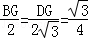 BG/2 = DG/2√3 = √3/4